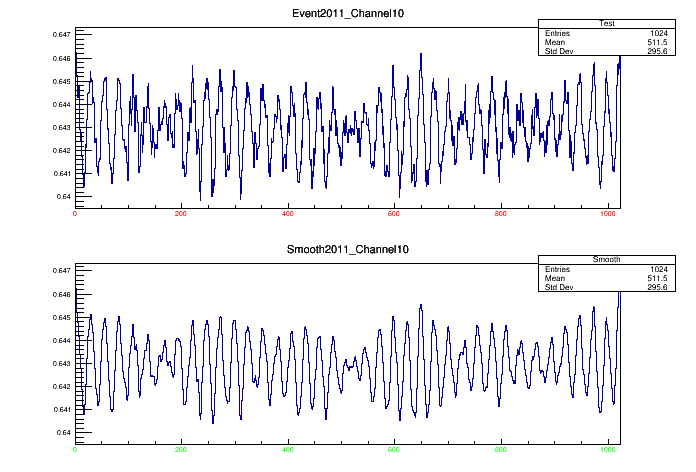 Event2011_Channel10
Test
Entries 1024
Mean 511.5
Std Dev 295.6
0.647
0.646
0.645
0.644
0.643
0.642
0.641
0.64
0 200 400 600 800 1000
Smooth2011_Channel10
Smooth
Entries 1024
Mean 511.5
Std Dev 295.6
0.647
0.646
0.645
0.644
0.643
0.642
0.641
0.64
0 200 400 600 800 1000